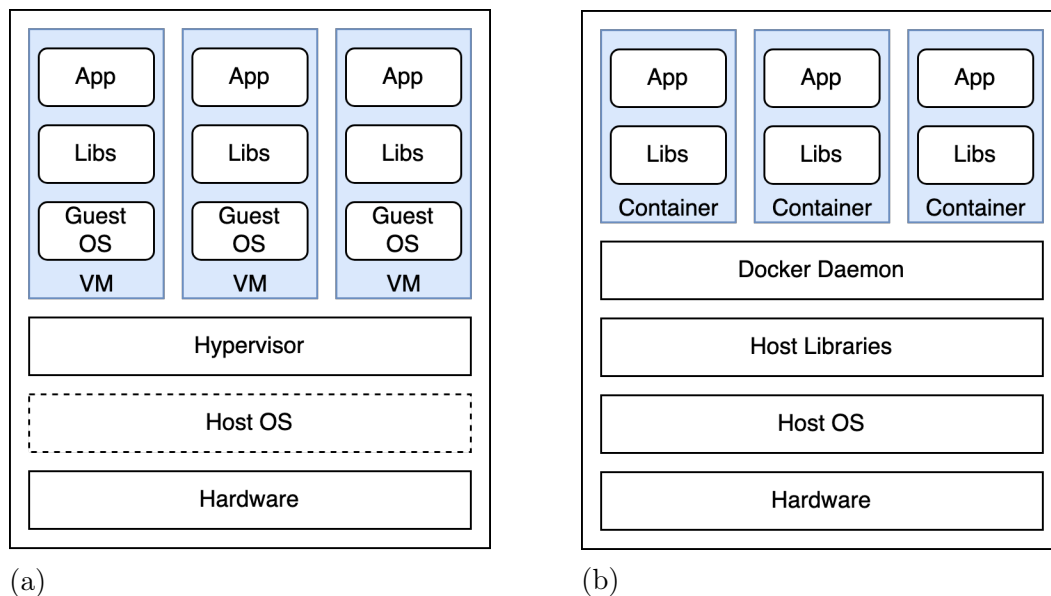 App
App
App
Libs
Libs
Libs
Guest
OS
Guest
OS
Guest
OS
VM
VM
VM
Hypervisor
Host OS
Hardware
(a)
App
App
App
Libs
Libs
Libs
Container
Container
Container
Docker Daemon
Host Libraries
Host OS
Hardware
(b)